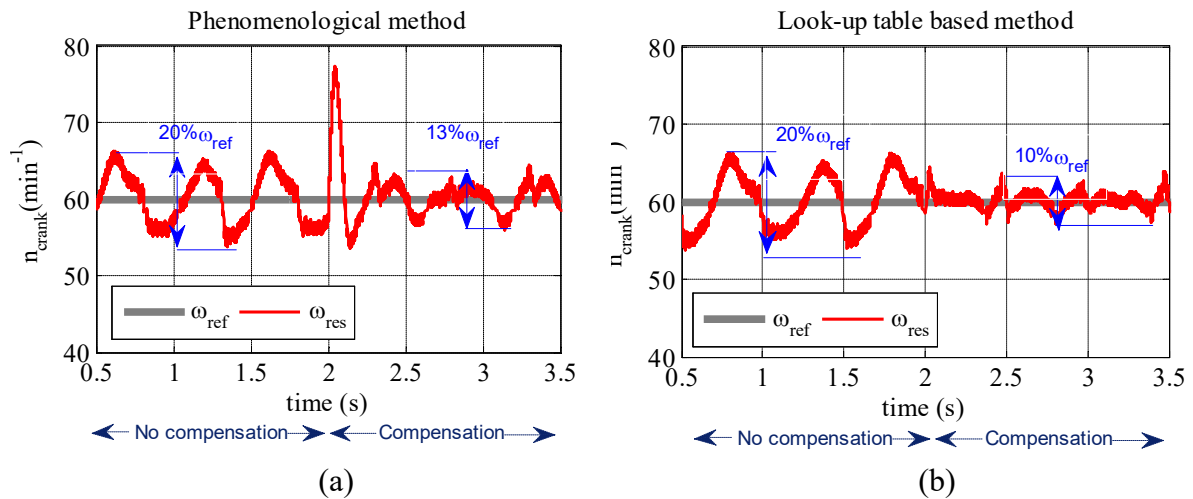 Phenomenological method
80
70
60
50
40
n_crank(min⁻¹)
20%ω_ref
13%ω_ref
ω_ref ω_res
0.5 1 1.5 2 2.5 3 3.5
time (s)
No compensation Compensation
(a)
Look-up table based method
80
70
60
50
40
n_crank(min
20%ω_ref
10%ω_ref
ω_ref ω_res
0.5 1 1.5 2 2.5 3 3.5
time (s)
No compensation Compensation
(b)